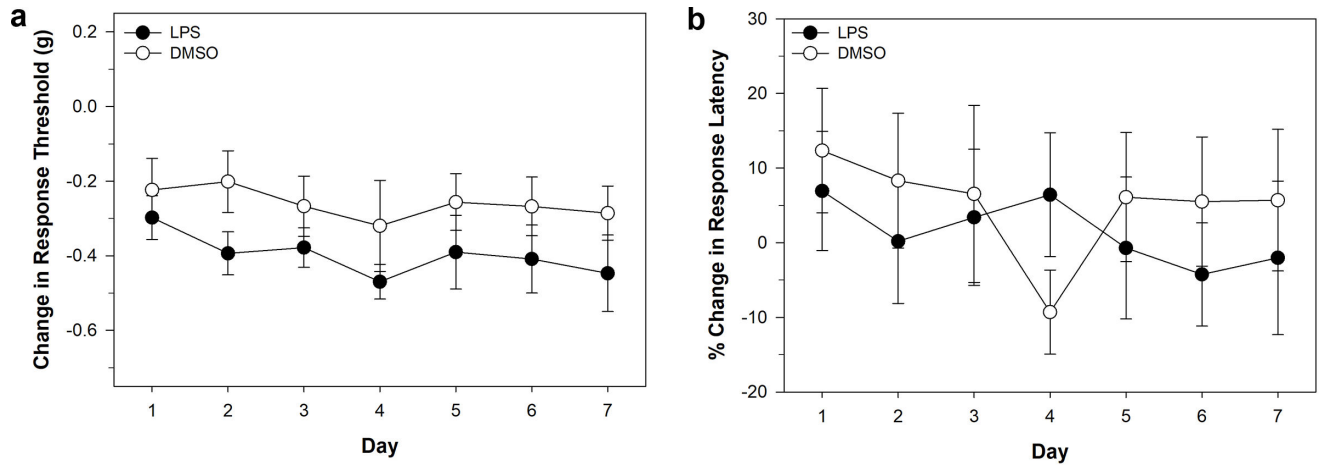 a
Change in Response Threshold (g)
0.2
0.0
-0.2
-0.4
-0.6
LPS
DMSO
1 2 3 4 5 6 7
Day
b
% Change in Response Latency
30
20
10
0
-10
-20
LPS
DMSO
1 2 3 4 5 6 7
Day